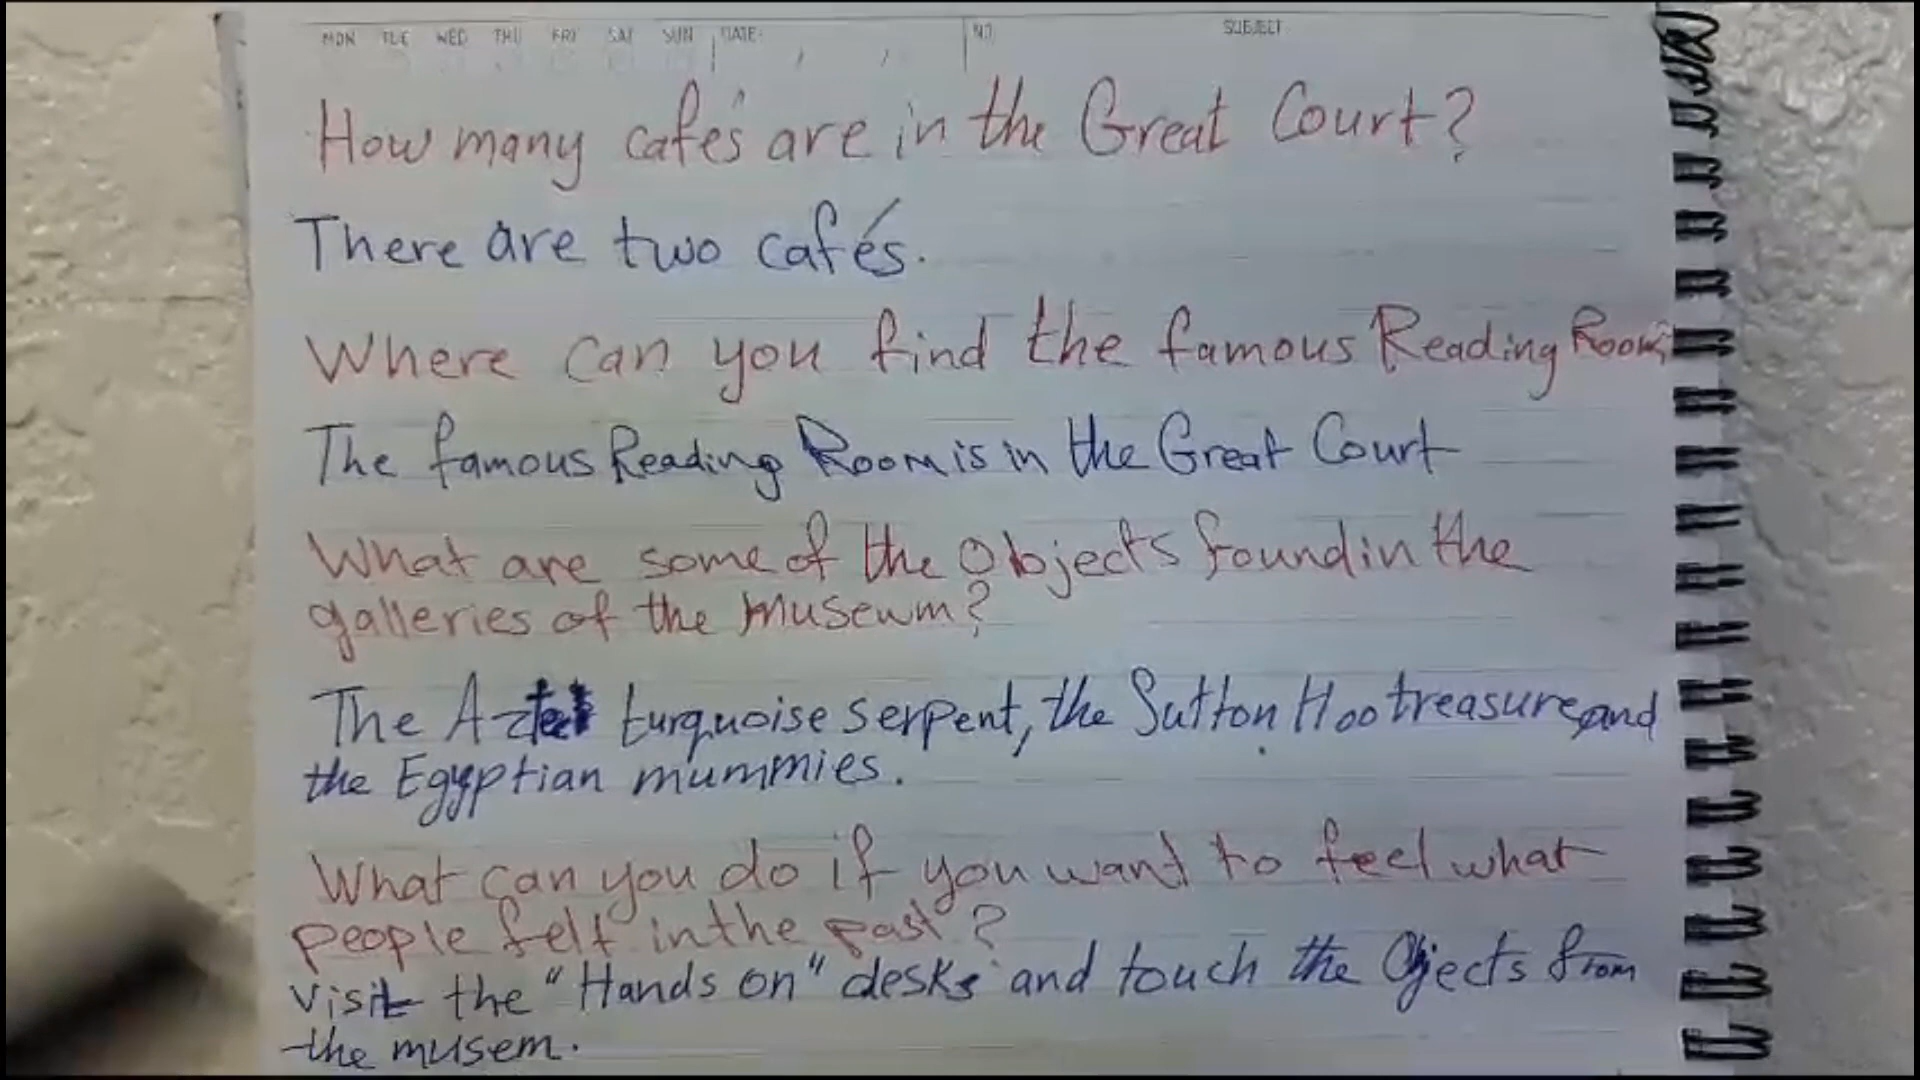 MON TUE WED THU FRI SAT SUN DATE: / / NO. SUBJECT
How many cafés are in the Great Court?
There are two cafés.
Where can you find the famous Reading Room
The famous Reading Room is in the Great Court
What are some of the Objects found in the
galleries of the museum?
The Aztec turquoise serpent, the Sutton Hoo treasure, and
the Egyptian mummies.
What can you do if you want to feel what
people felt in the past?
Visit the "Hands on" desks and touch the Ojects from
the musem.